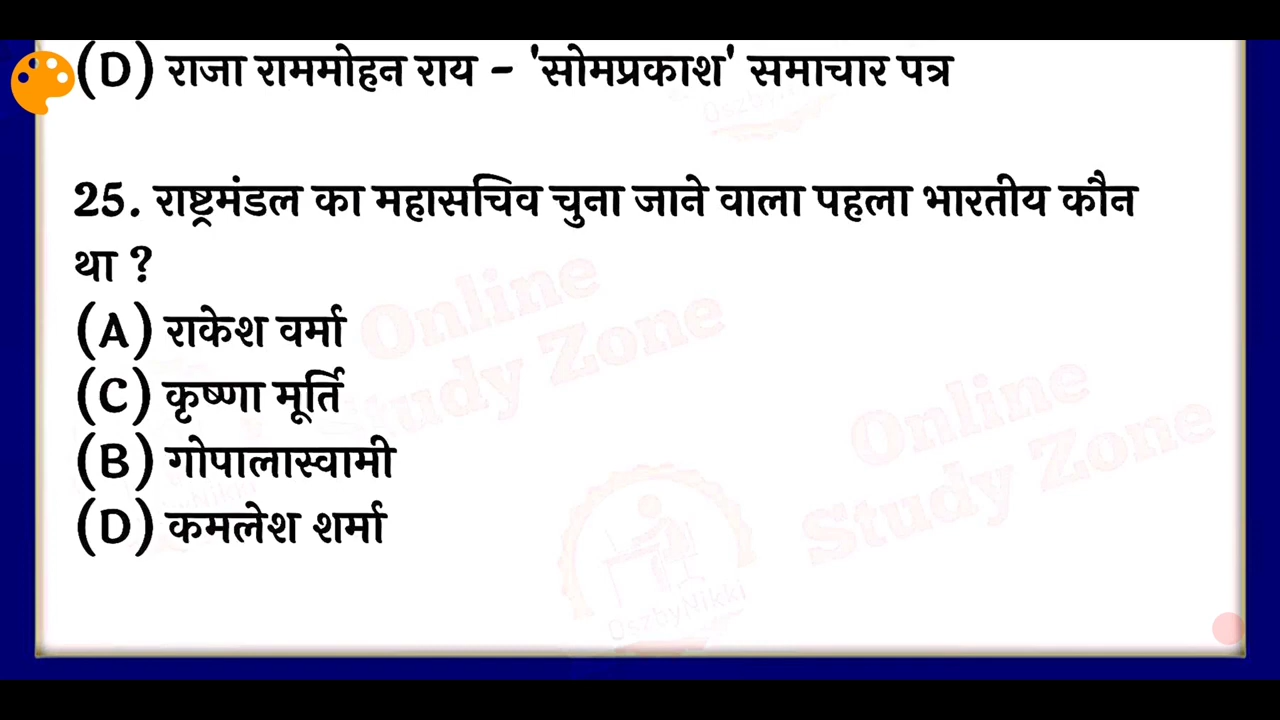 (D) राजा राममोहन राय - 'सोमप्रकाश' समाचार पत्र
25. राष्ट्रमंडल का महासचिव चुना जाने वाला पहला भारतीय कौन
था ?
(A) राकेश वर्मा
(C) कृष्णा मूर्ति
(B) गोपालास्वामी
(D) कमलेश शर्मा
Online
Study Zone
Online
Study Zone
OszbyNikki